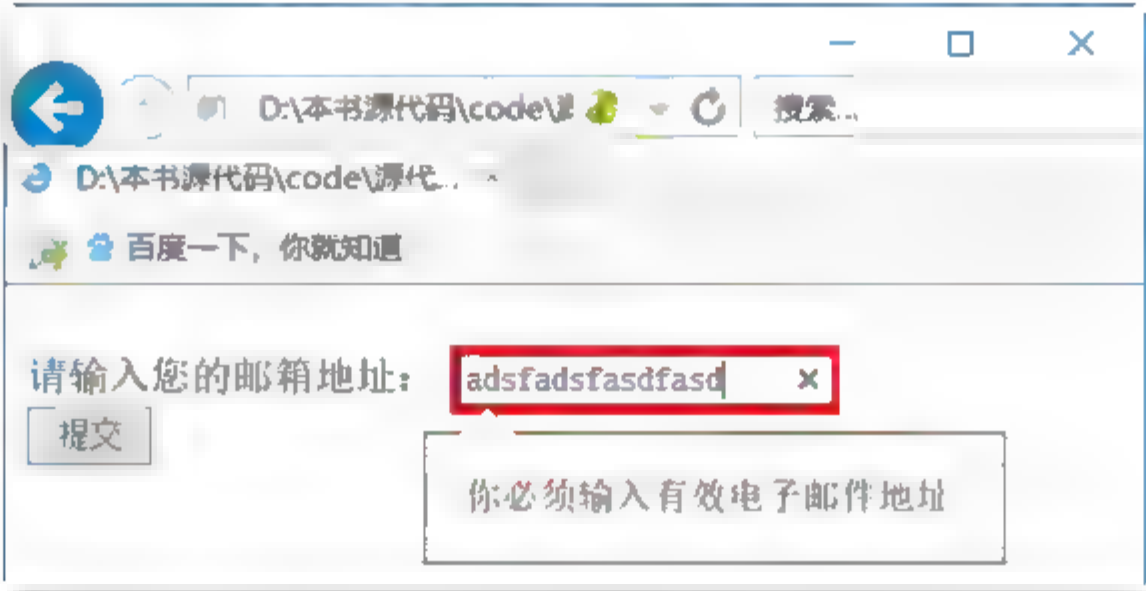 D:\本书源代码\code\ 搜索...
D:\本书源代码\code\源代...
百度一下，你就知道
请输入您的邮箱地址： adsfadsfasdfasd
提交
你必须输入有效电子邮件地址